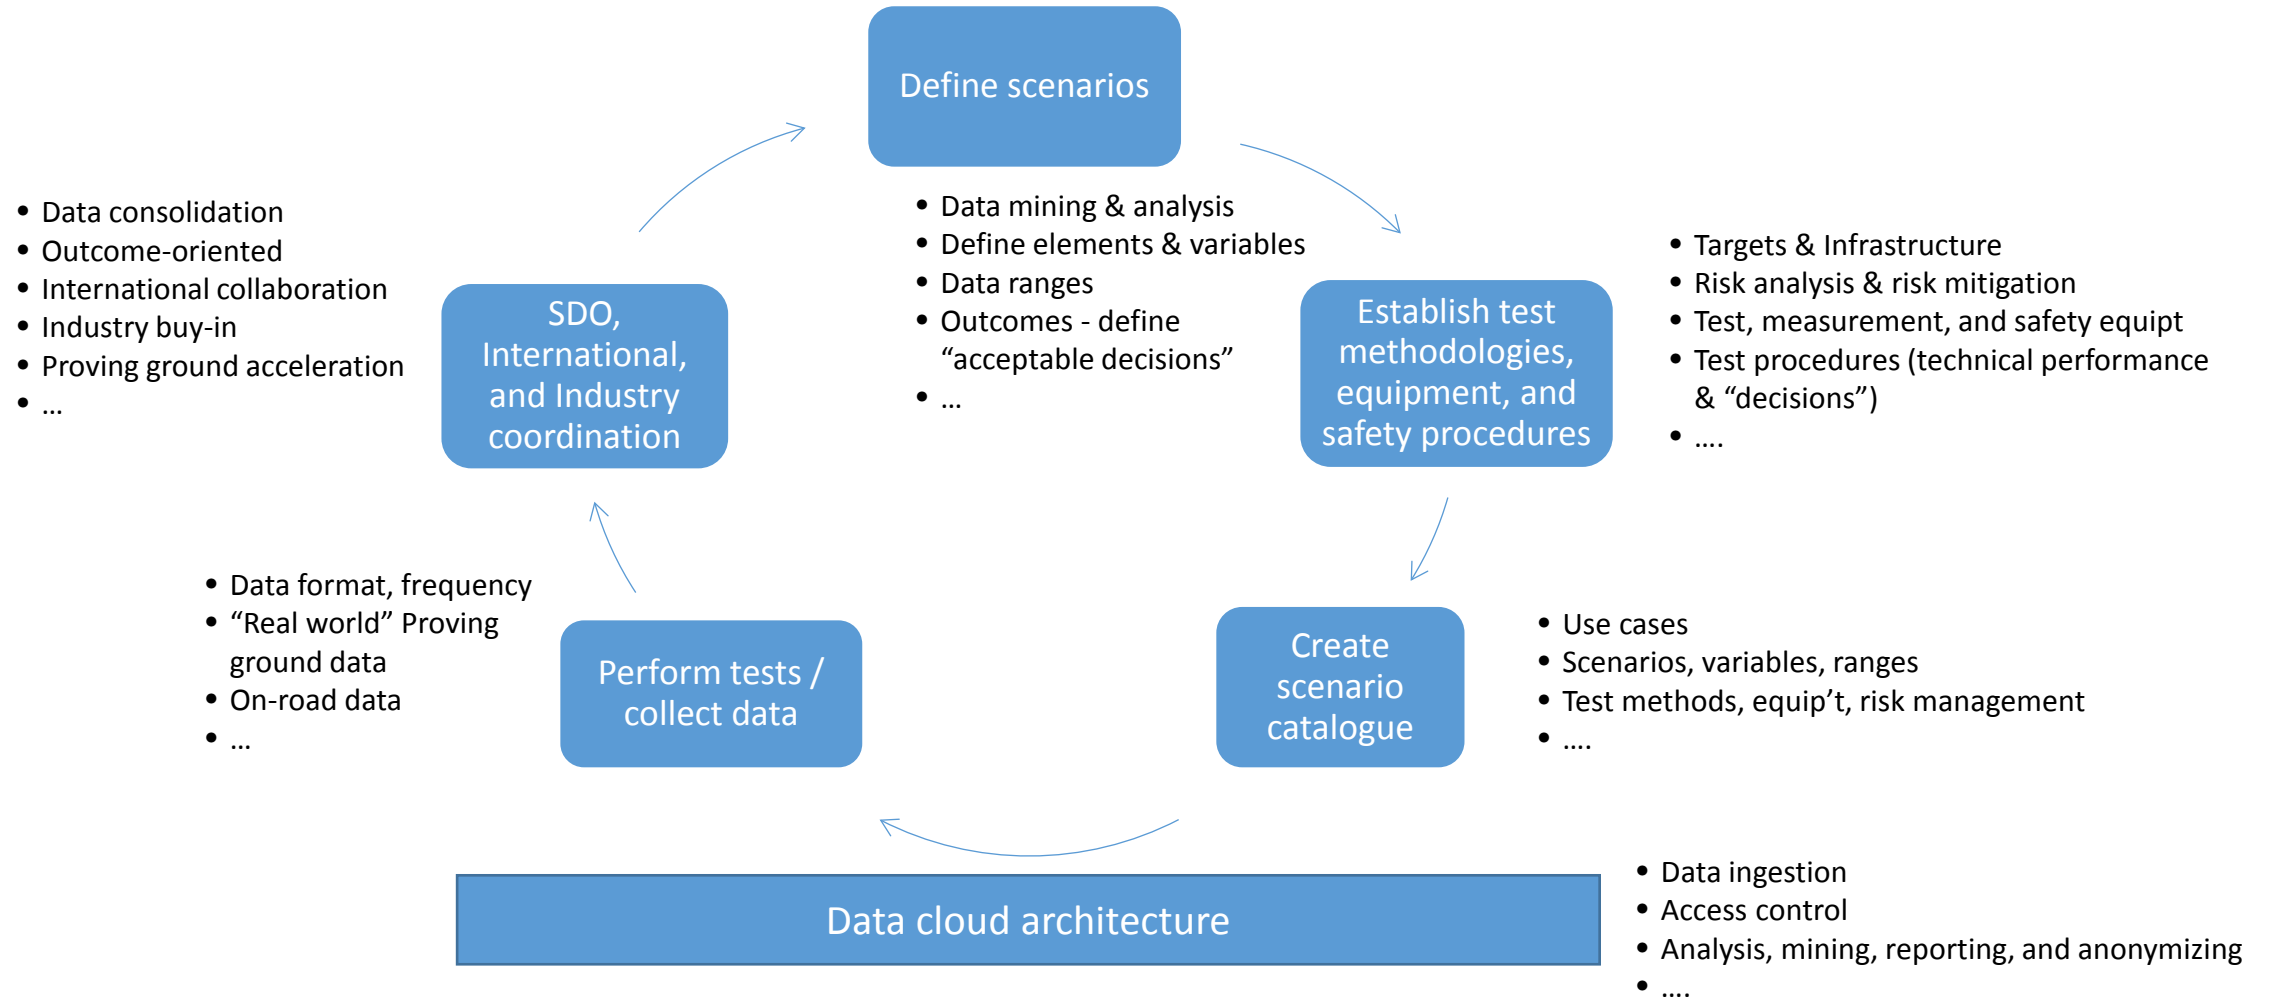 Define scenarios
• Data mining & analysis
• Define elements & variables
• Data ranges
• Outcomes - define
“acceptable decisions”
• ...
Establish test
methodologies,
equipment, and
safety procedures
• Targets & Infrastructure
• Risk analysis & risk mitigation
• Test, measurement, and safety equipt
• Test procedures (technical performance
& “decisions”)
• ....
Create
scenario
catalogue
• Use cases
• Scenarios, variables, ranges
• Test methods, equip’t, risk management
• ....
Perform tests /
collect data
• Data format, frequency
• “Real world” Proving
ground data
• On-road data
• ...
SDO,
International,
and Industry
coordination
• Data consolidation
• Outcome-oriented
• International collaboration
• Industry buy-in
• Proving ground acceleration
• ...
Data cloud architecture
• Data ingestion
• Access control
• Analysis, mining, reporting, and anonymizing
• ....